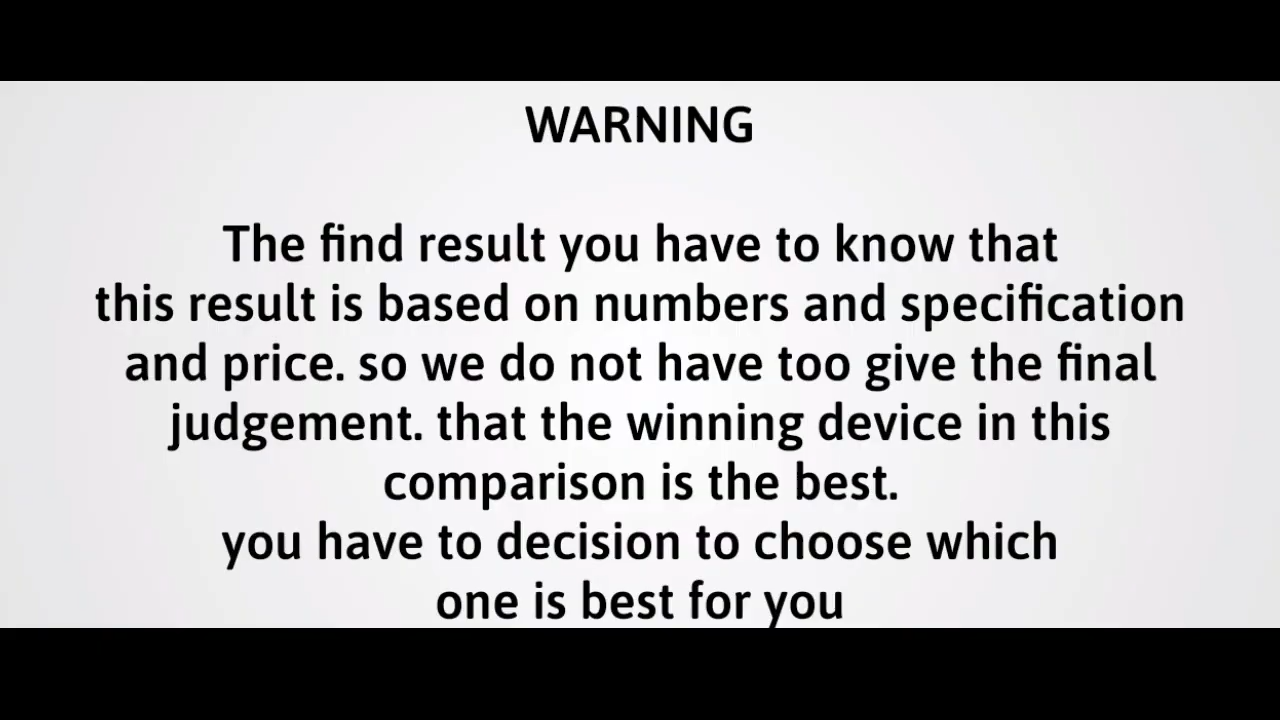 WARNING
The find result you have to know that
this result is based on numbers and specification
and price. so we do not have too give the final
judgement. that the winning device in this
comparison is the best.
you have to decision to choose which
one is best for you